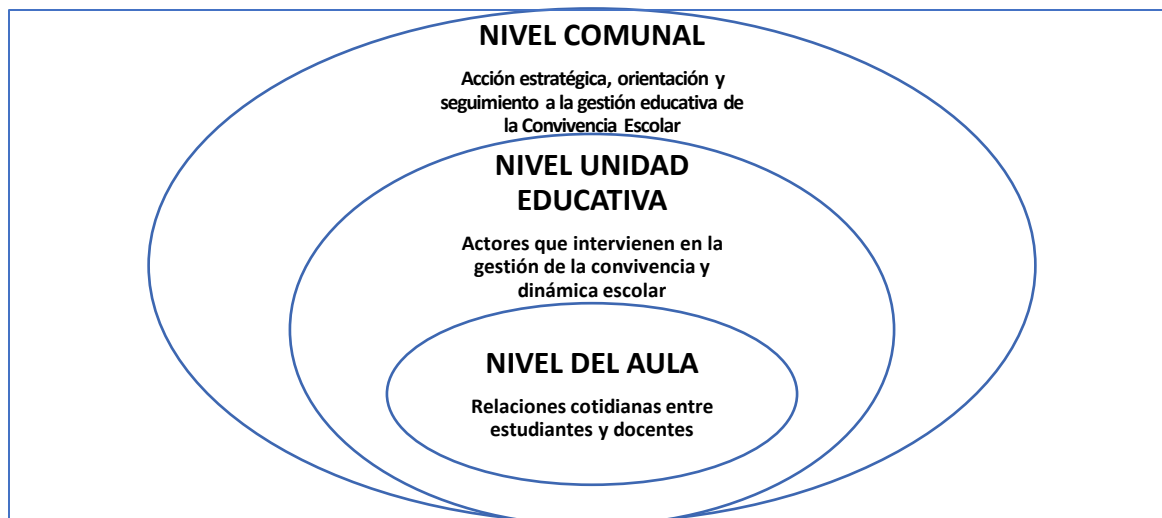 NIVEL COMUNAL
Acción estratégica, orientación y
seguimiento a la gestión educativa de
la Convivencia Escolar
NIVEL UNIDAD
EDUCATIVA
Actores que intervienen en la
gestión de la convivencia y
dinámica escolar
NIVEL DEL AULA
Relaciones cotidianas entre
estudiantes y docentes